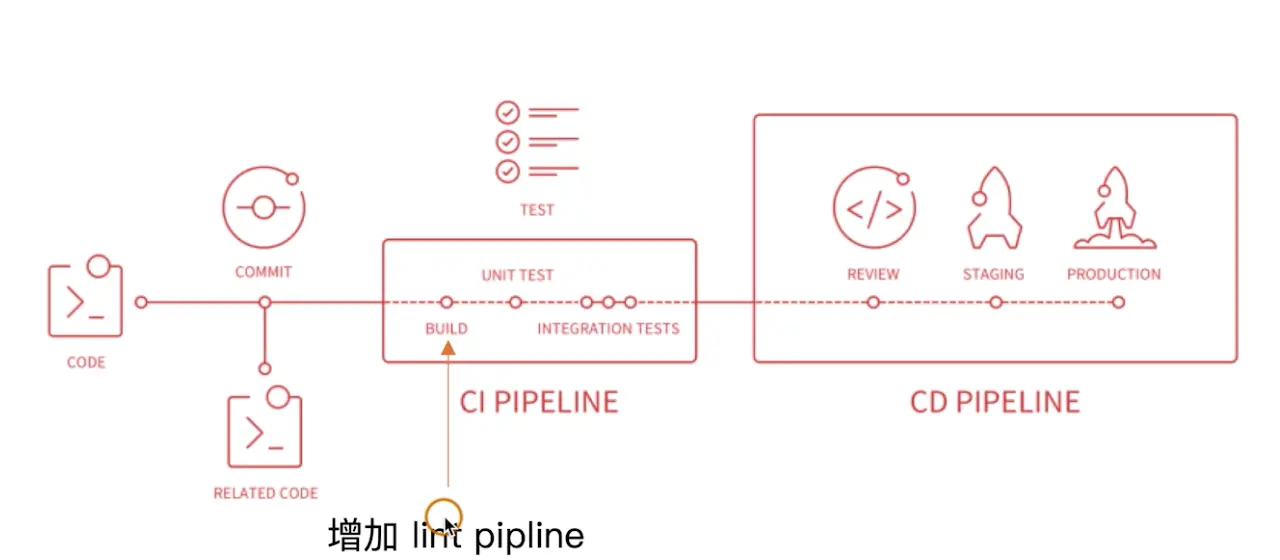 TEST
COMMIT
UNIT TEST
REVIEW
STAGING
PRODUCTION
BUILD
INTEGRATION TESTS
CODE
CI PIPELINE
CD PIPELINE
RELATED CODE
增加 lint pipline